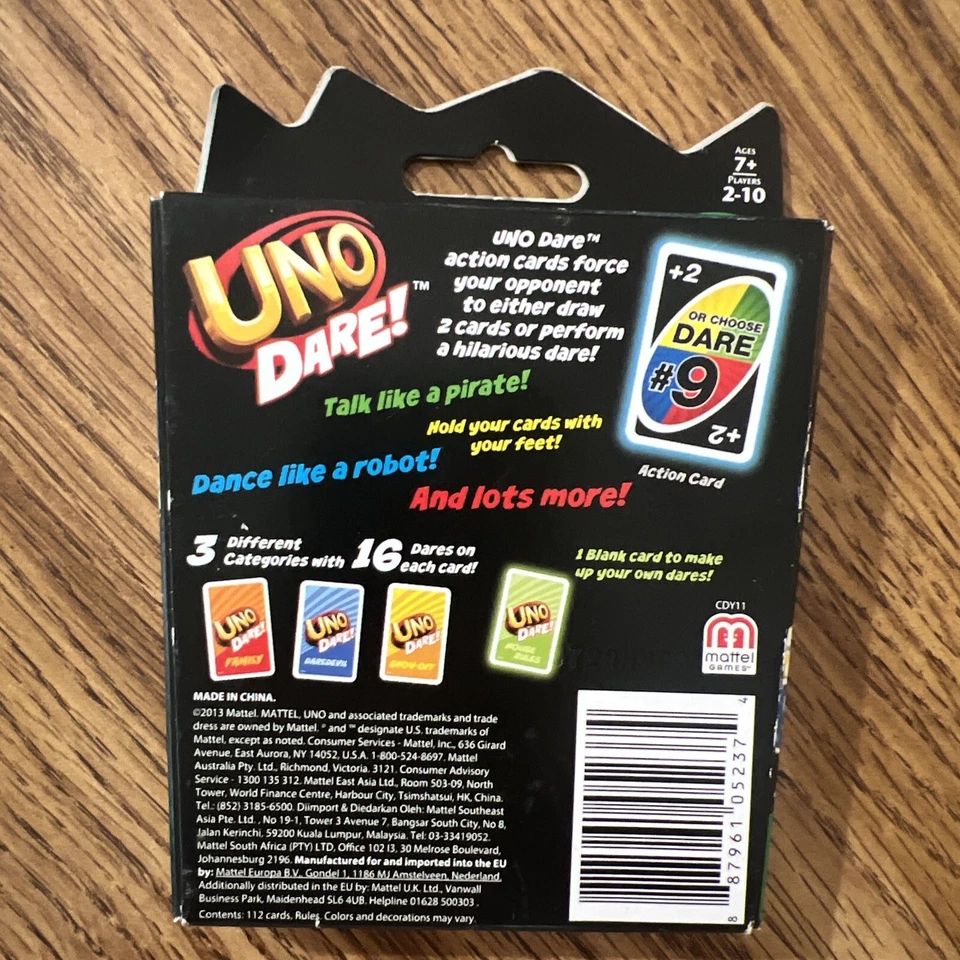 AGES
7+
PLAYERS
2-10
UNO
DARE!™
UNO Dare™
action cards force
your opponent
to either draw
2 cards or perform
a hilarious dare!
+2
OR CHOOSE
DARE
#9
+2
Action Card
Talk like a pirate!
Hold your cards with
your feet!
Dance like a robot!
And lots more!
3 Different
Categories with 16 Dares on
each card!
1 Blank card to make
up your own dares!
UNO
DARE!
FAMILY
UNO
DARE!
DAREDEVIL
UNO
DARE!
SHOW-OFF
UNO
DARE!
HOUSE
RULES
CDY11
mattel
GAMES™
MADE IN CHINA.
©2013 Mattel. MATTEL, UNO and associated trademarks and trade
dress are owned by Mattel. ® and ™ designate U.S. trademarks of
Mattel, except as noted. Consumer Services - Mattel, Inc., 636 Girard
Avenue, East Aurora, NY 14052, U.S.A. 1-800-524-8697. Mattel
Australia Pty. Ltd., Richmond, Victoria. 3121. Consumer Advisory
Service - 1300 135 312. Mattel East Asia Ltd., Room 503-09, North
Tower, World Finance Centre, Harbour City, Tsimshatsui, HK, China.
Tel.: (852) 3185-6500. Diimport & Diedarkan Oleh: Mattel Southeast
Asia Pte. Ltd. , No 19-1, Tower 3 Avenue 7, Bangsar South City, No 8,
Jalan Kerinchi, 59200 Kuala Lumpur, Malaysia. Tel: 03-33419052.
Mattel South Africa (PTY) LTD, Office 102 I3, 30 Melrose Boulevard,
Johannesburg 2196. Manufactured for and imported into the EU
by: Mattel Europa B.V., Gondel 1, 1186 MJ Amstelveen, Nederland.
Additionally distributed in the EU by: Mattel U.K. Ltd., Vanwall
Business Park, Maidenhead SL6 4UB. Helpline 01628 500303 .
Contents: 112 cards. Rules. Colors and decorations may vary.
8 87961 05237 4